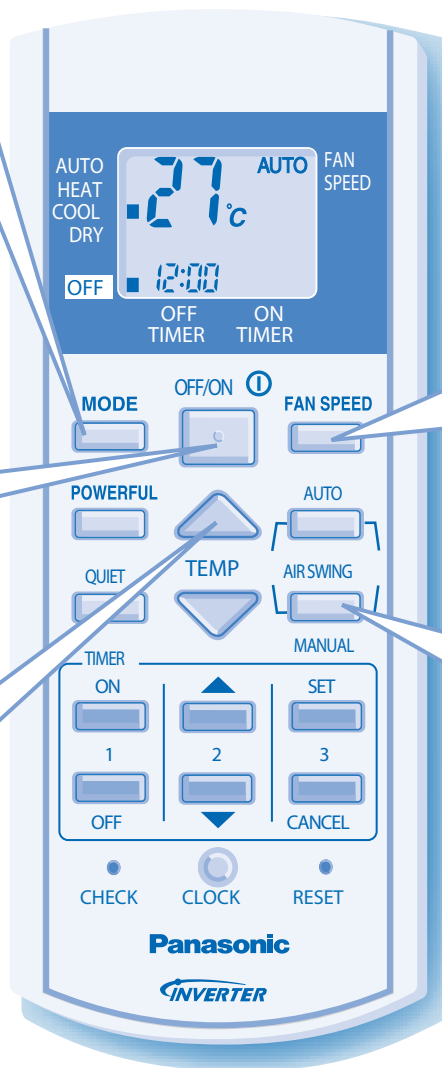 AUTO
HEAT
COOL
DRY
OFF
27°C
AUTO
FAN
SPEED
12:00
OFF
TIMER
ON
TIMER
MODE
OFF/ON
FAN SPEED
POWERFUL
AUTO
QUIET
TEMP
AIR SWING
MANUAL
TIMER
ON
SET
1
2
3
OFF
CANCEL
CHECK
CLOCK
RESET
Panasonic
INVERTER